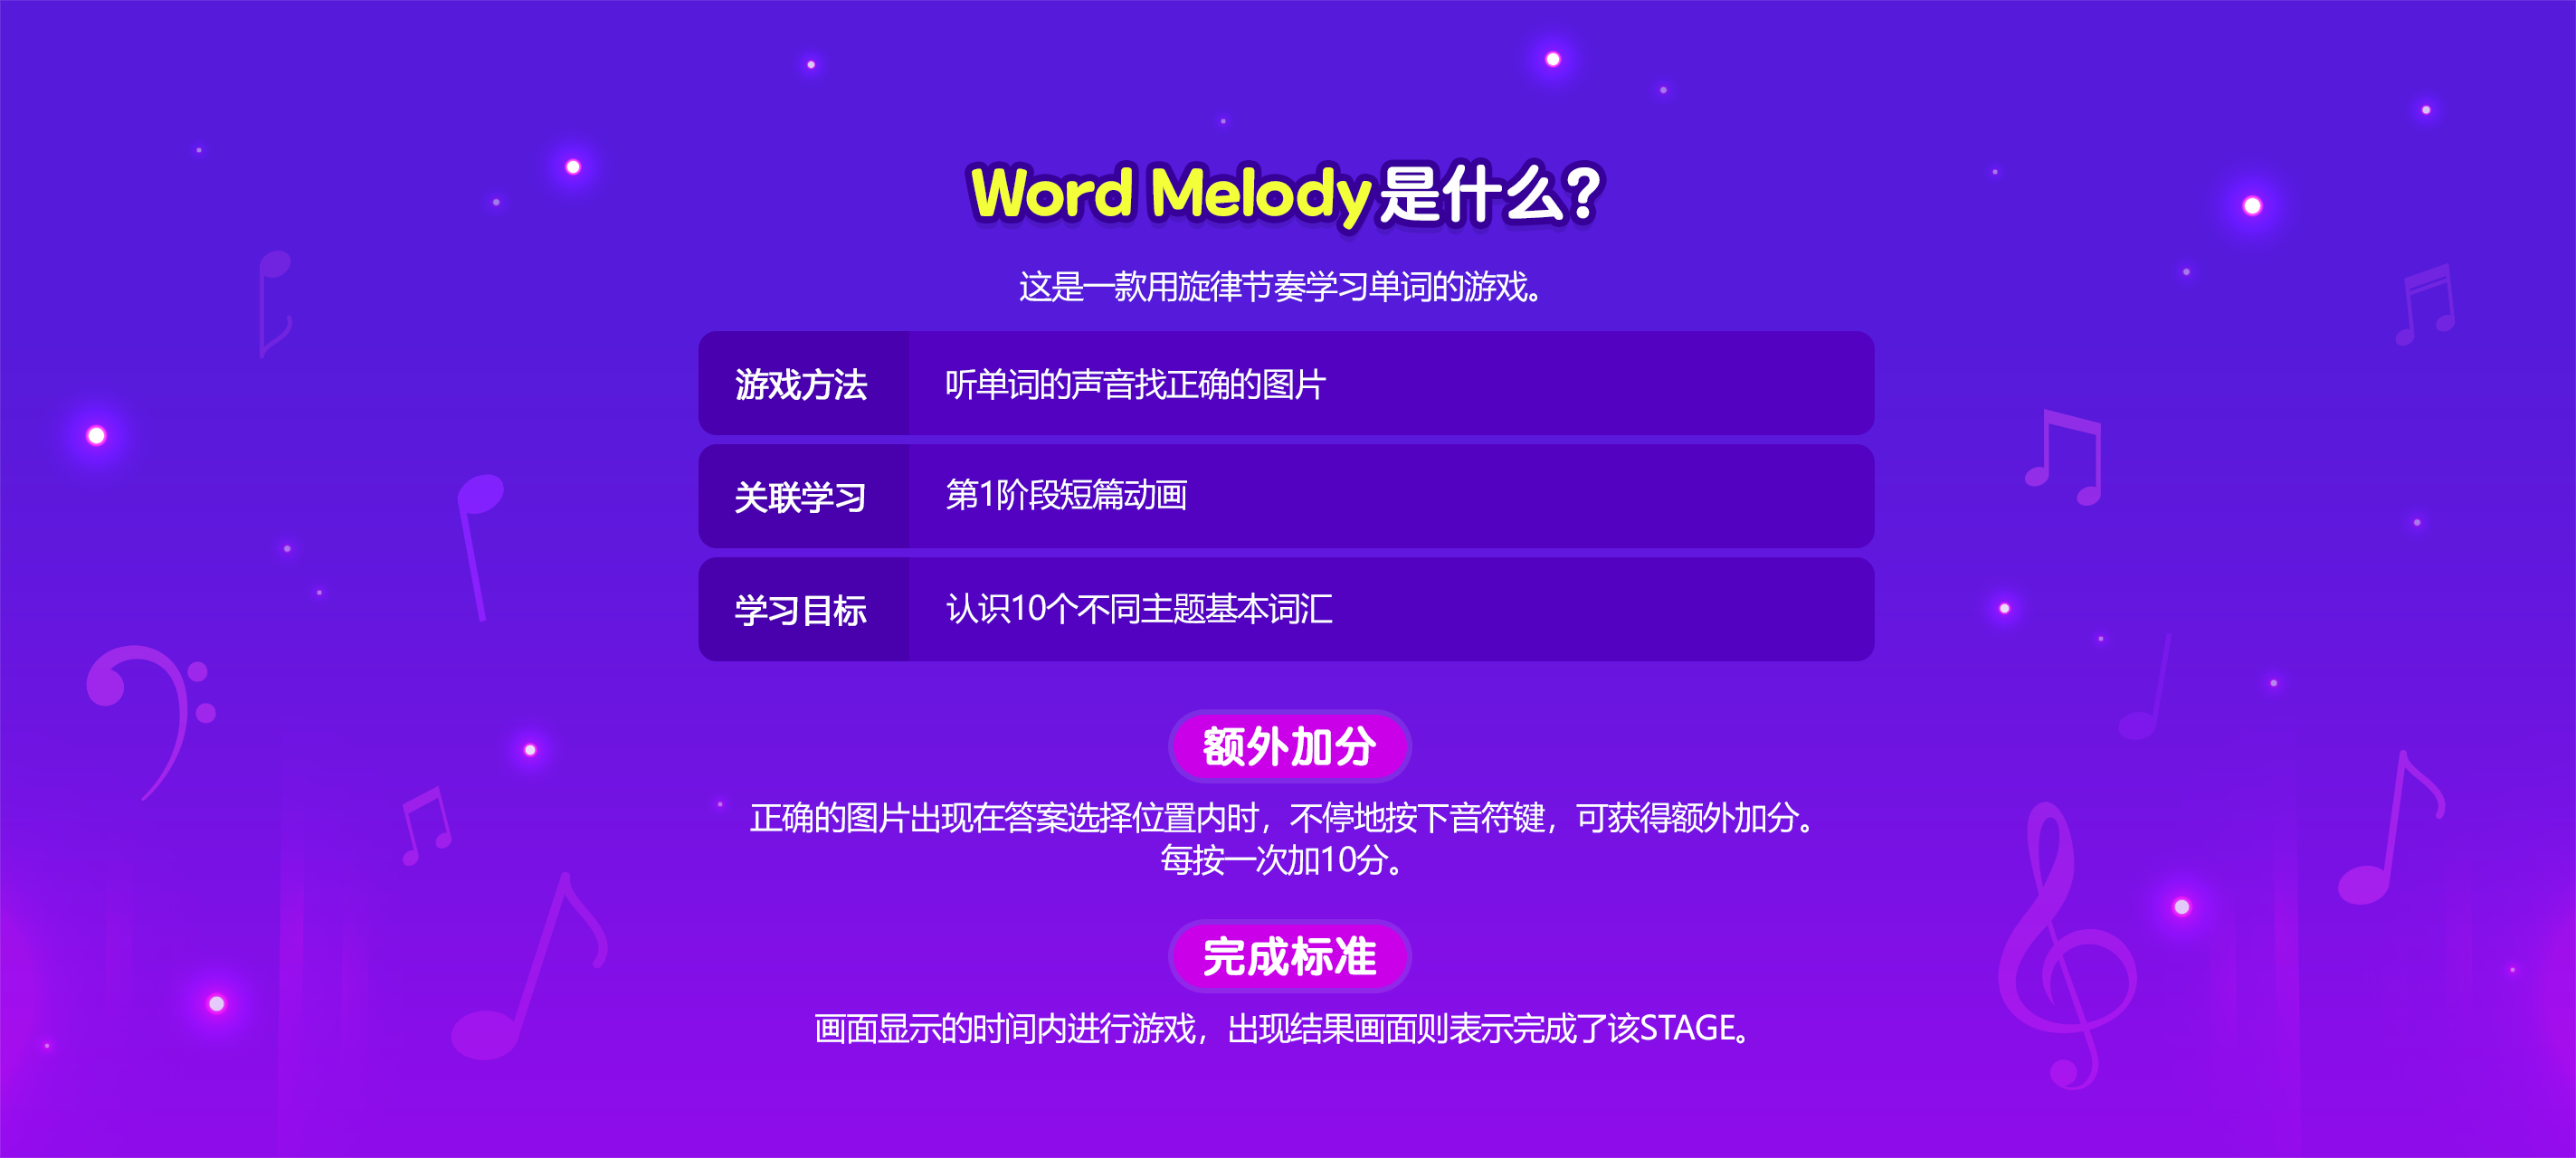 Word Melody是什么?
这是一款用旋律节奏学习单词的游戏。
游戏方法 听单词的声音找正确的图片
关联学习 第1阶段短篇动画
学习目标 认识10个不同主题基本词汇
额外加分
正确的图片出现在答案选择位置内时，不停地按下音符键，可获得额外加分。
每按一次加10分。
完成标准
画面显示的时间内进行游戏，出现结果画面则表示完成了该STAGE。